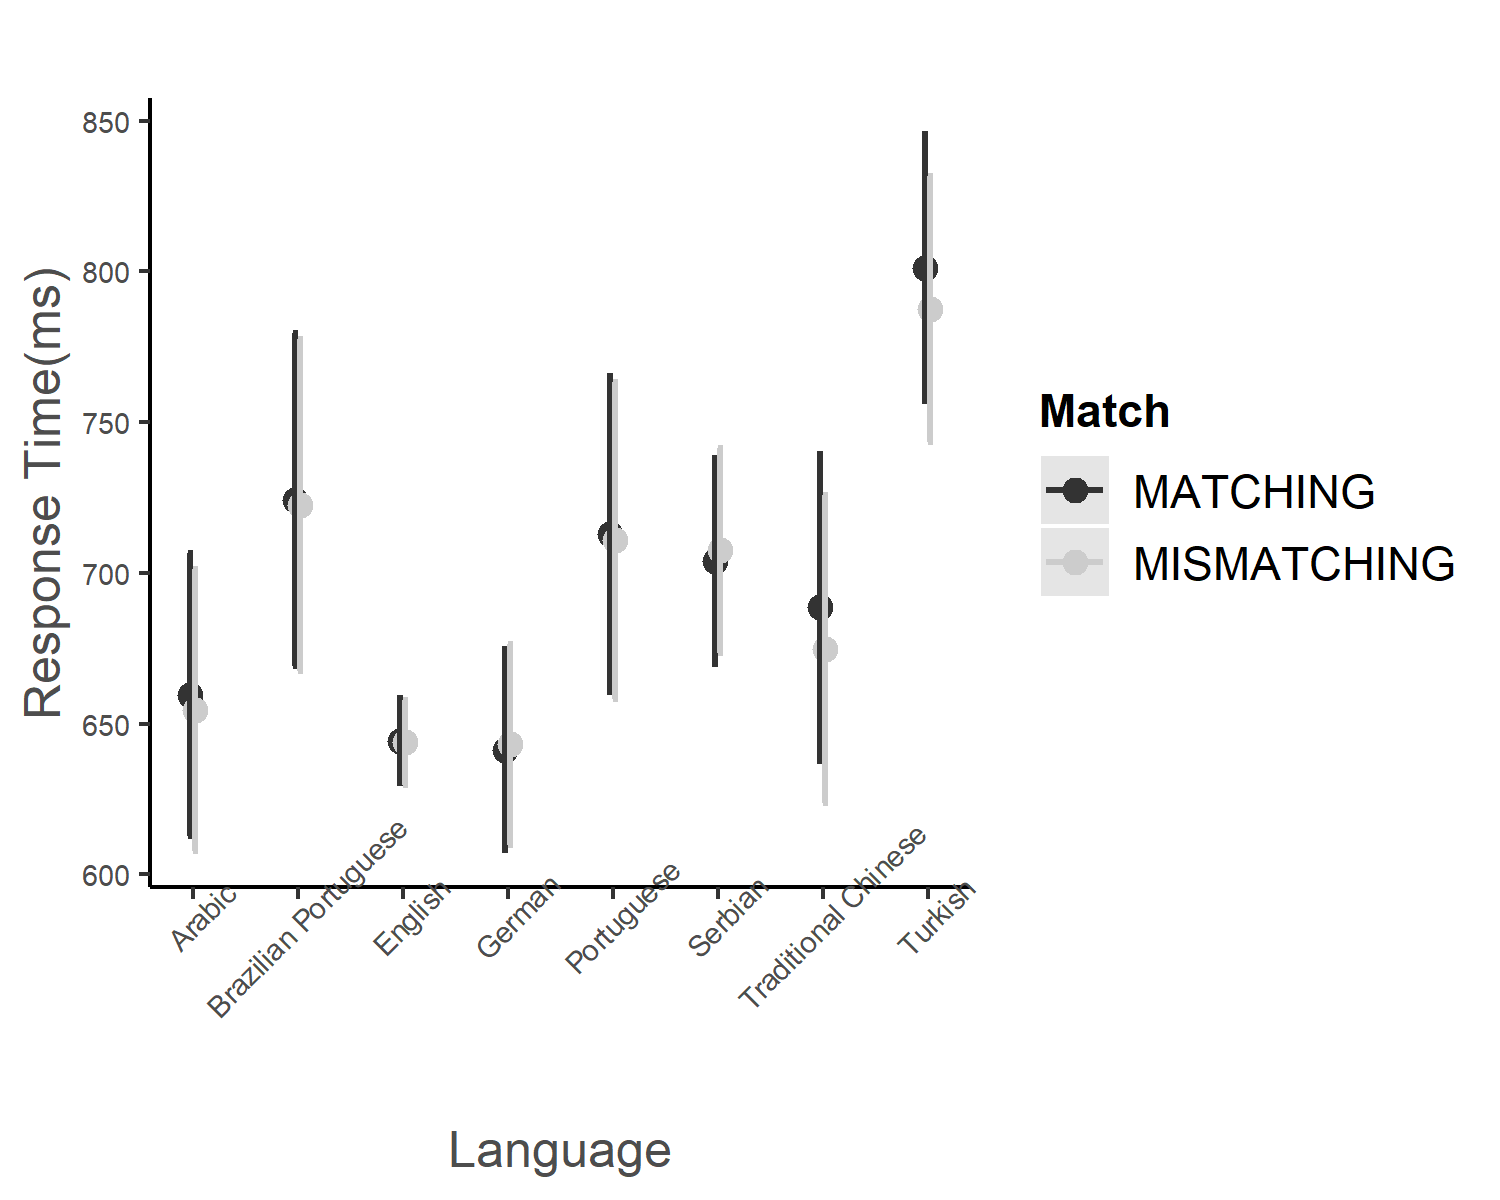 850
800
750
700
650
600
Response Time(ms)
Arabic
Brazilian Portuguese
English
German
Portuguese
Serbian
Traditional Chinese
Turkish
Language
Match
MATCHING
MISMATCHING